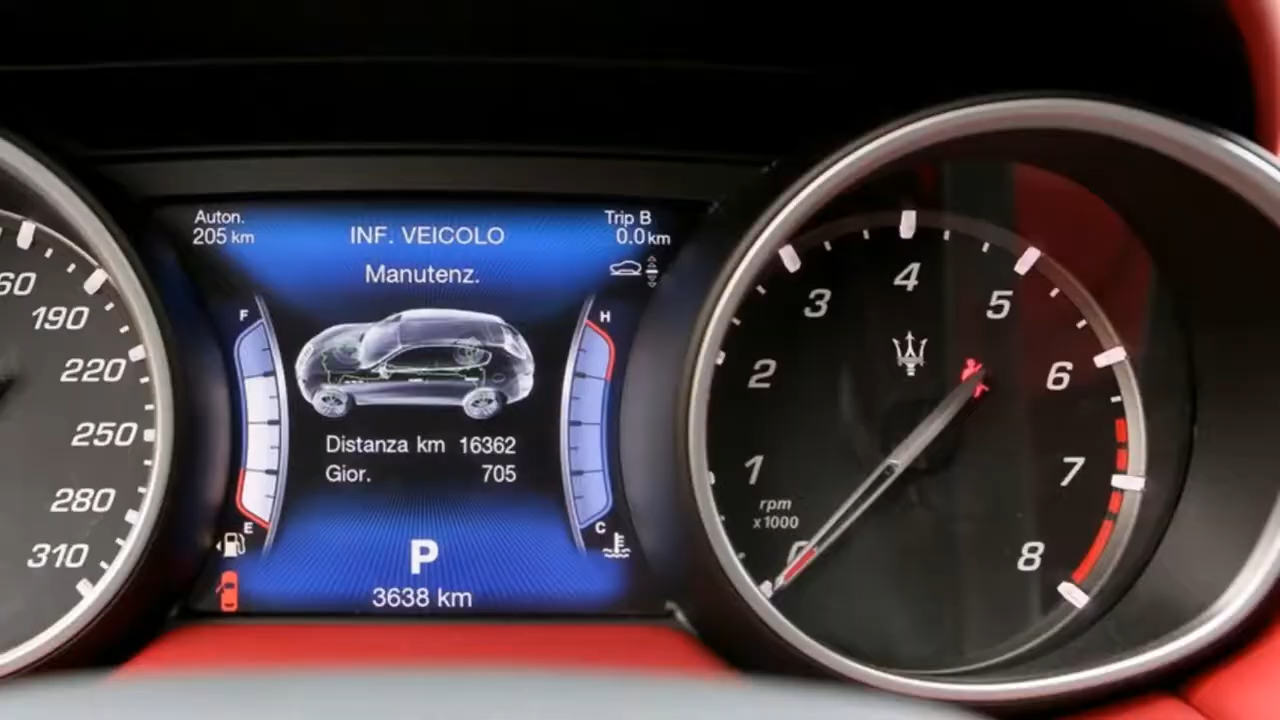 Auton.
205 km
INF. VEICOLO
Trip B
0.0 km
Manutenz.
F
H
Distanza km 16362
Gior. 705
E
C
P
3638 km
190
220
250
280
310
0
1
2
3
4
5
6
7
8
rpm
x1000